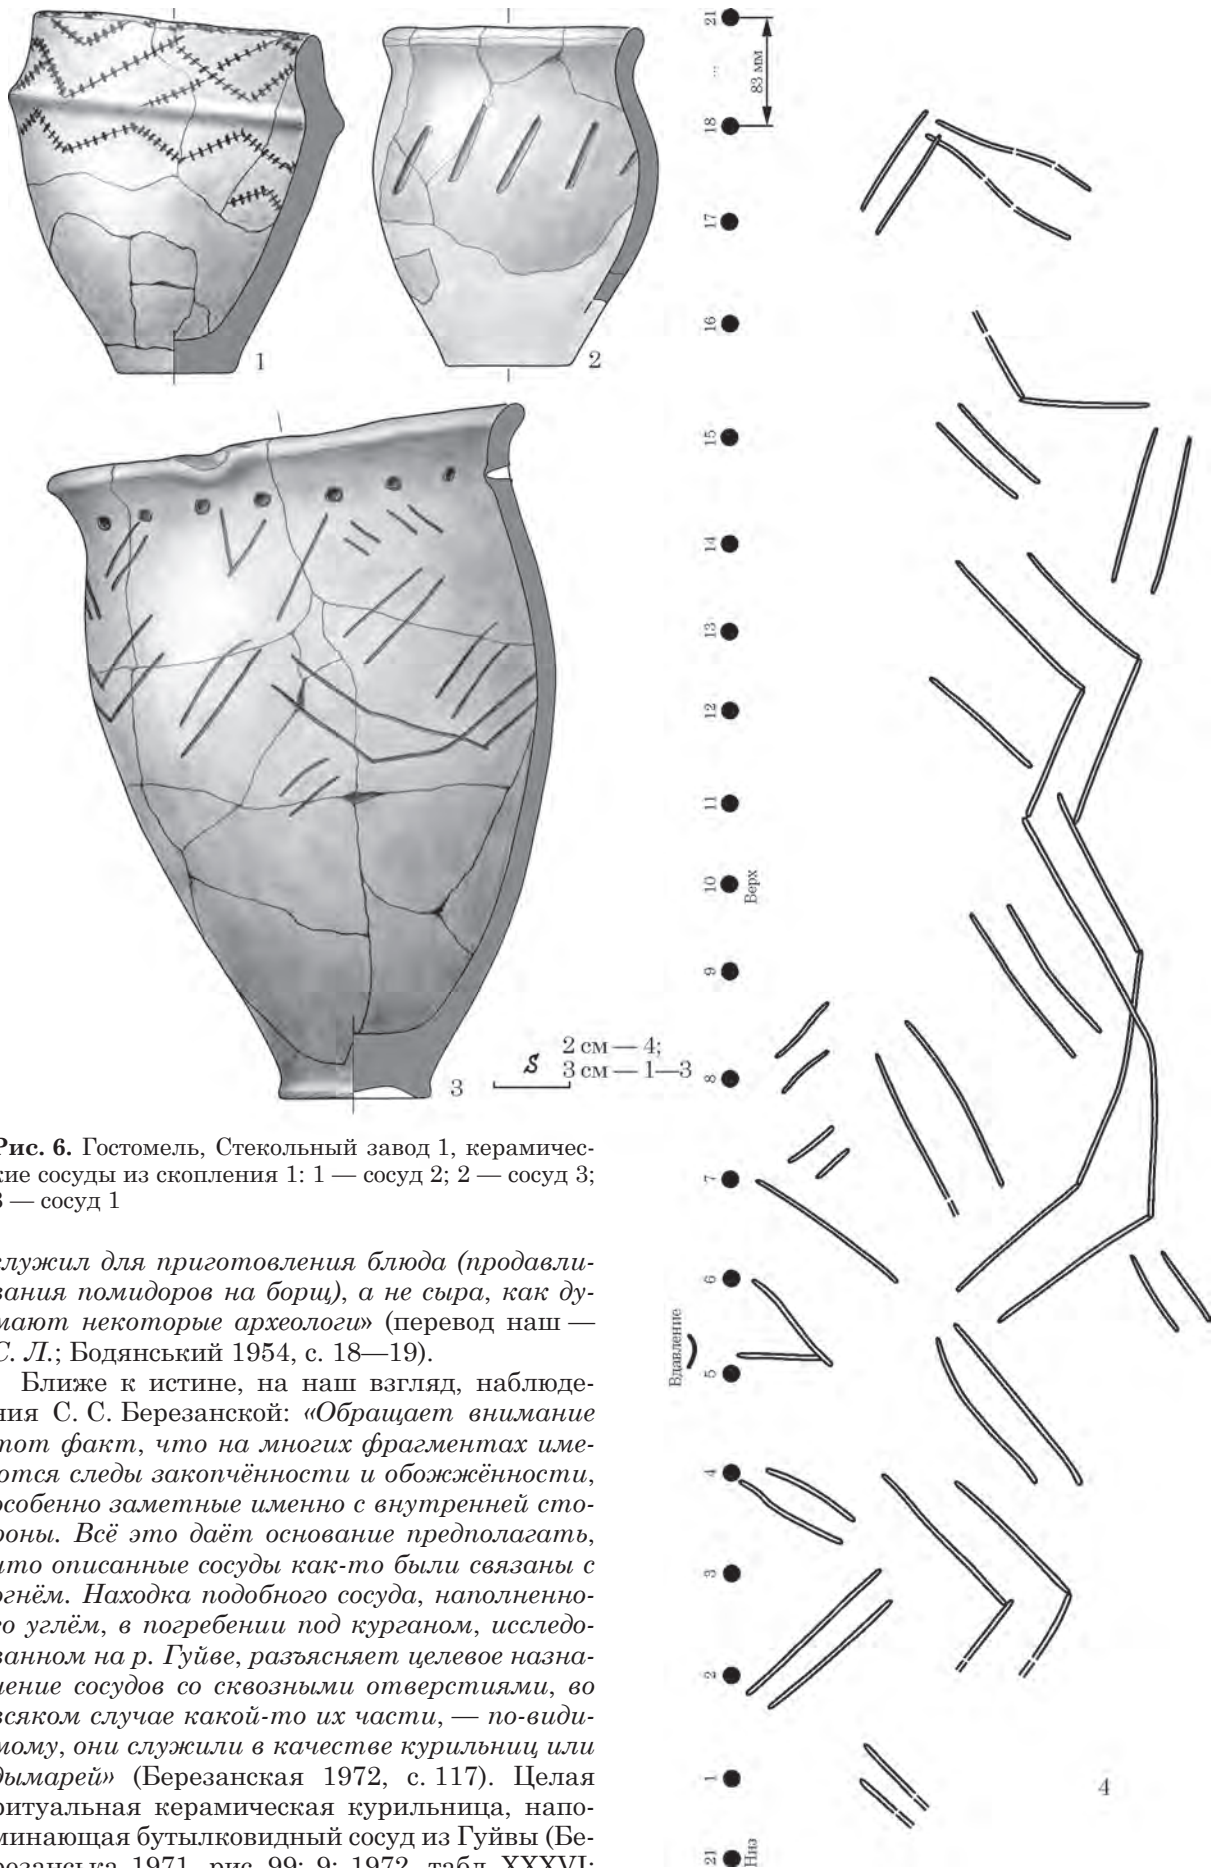 1
2
3
2 см — 4;
3 см — 1—3
Рис. 6. Гостомель, Стекольный завод 1, керамичес-
кие сосуды из скопления 1: 1 — сосуд 2; 2 — сосуд 3;
3 — сосуд 1
служил для приготовления блюда (продавли-
вания помидоров на борщ), а не сыра, как ду-
мают некоторые археологи» (перевод наш —
С. Л.; Бодянський 1954, с. 18—19).
Ближе к истине, на наш взгляд, наблюде-
ния С. С. Березанской: «Обращает внимание
тот факт, что на многих фрагментах име-
ются следы закопчённости и обожжённости,
особенно заметные именно с внутренней сто-
роны. Всё это даёт основание предполагать,
что описанные сосуды как-то были связаны с
огнём. Находка подобного сосуда, наполненно-
го углём, в погребении под курганом, исследо-
ванном на р. Гуйве, разъясняет целевое назна-
чение сосудов со сквозными отверстиями, во
всяком случае какой-то их части, — по-види-
мому, они служили в качестве курильниц или
дымарей» (Березанская 1972, с. 117). Целая
ритуальная керамическая курильница, напо-
минающая бутылковидный сосуд из Гуйвы (Бе-
резанська 1971, рис. 99: 9; 1972, табл. XXXVI:
21
...
83 мм
18
17
16
15
14
13
12
11
10
Верх
9
8
7
6
Вдавление
5
4
3
2
1
21
Низ
4